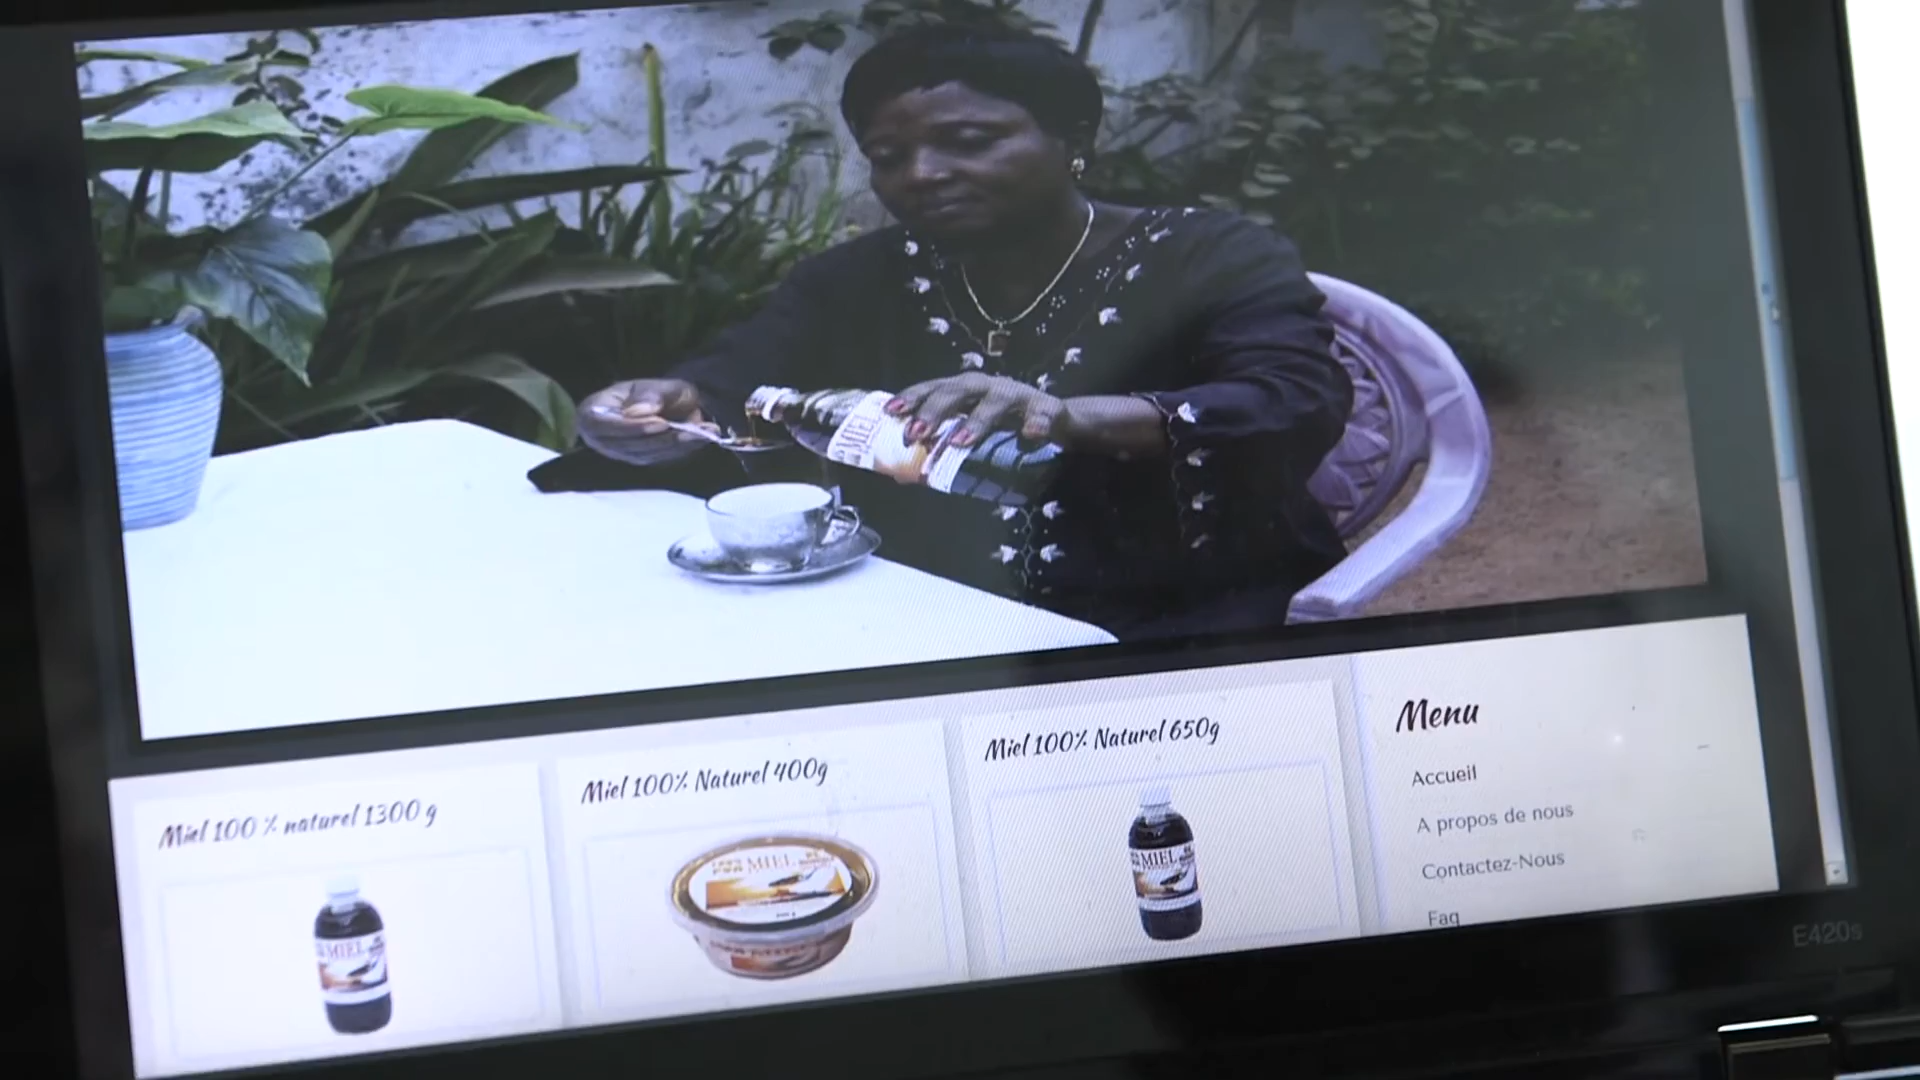 MIEL
Miel 100 % naturel 1300 g
MIEL
Miel 100% Naturel 400g
MIEL
Miel 100% Naturel 650g
MIEL
Menu
Accueil
A propos de nous
Contactez-Nous
Faq
E420s